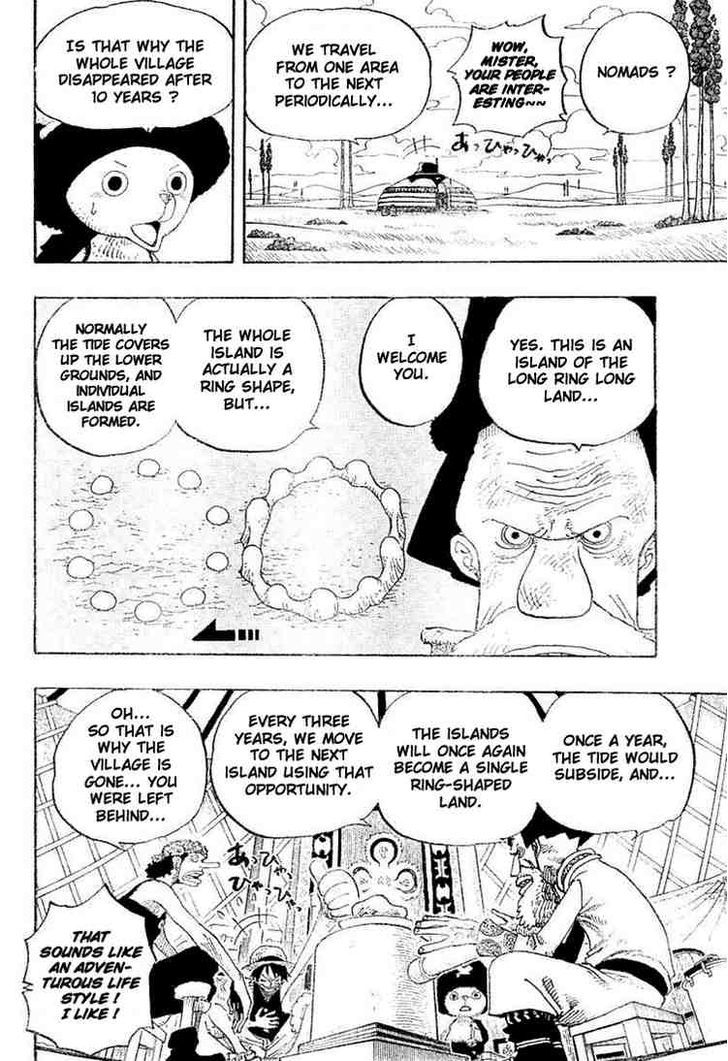 NOMADS ?
WOW,
MISTER,
YOUR PEOPLE
ARE INTER-
ESTING~~
WE TRAVEL
FROM ONE AREA
TO THE NEXT
PERIODICALLY...
あっひゃっひゃっ
IS THAT WHY THE
WHOLE VILLAGE
DISAPPEARED AFTER
10 YEARS ?
YES. THIS IS AN
ISLAND OF THE
LONG RING LONG
LAND...
I
WELCOME
YOU.
THE WHOLE
ISLAND IS
ACTUALLY A
RING SHAPE,
BUT...
NORMALLY
THE TIDE COVERS
UP THE LOWER
GROUNDS, AND
INDIVIDUAL
ISLANDS ARE
FORMED.
ONCE A YEAR,
THE TIDE WOULD
SUBSIDE, AND...
THE ISLANDS
WILL ONCE AGAIN
BECOME A SINGLE
RING-SHAPED
LAND.
EVERY THREE
YEARS, WE MOVE
TO THE NEXT
ISLAND USING THAT
OPPORTUNITY.
OH...
SO THAT IS
WHY THE
VILLAGE IS
GONE... YOU
WERE LEFT
BEHIND...
あっひゃっ
ひゃっひゃっ
THAT
SOUNDS LIKE
AN ADVEN-
TUROUS LIFE
STYLE !
I LIKE !